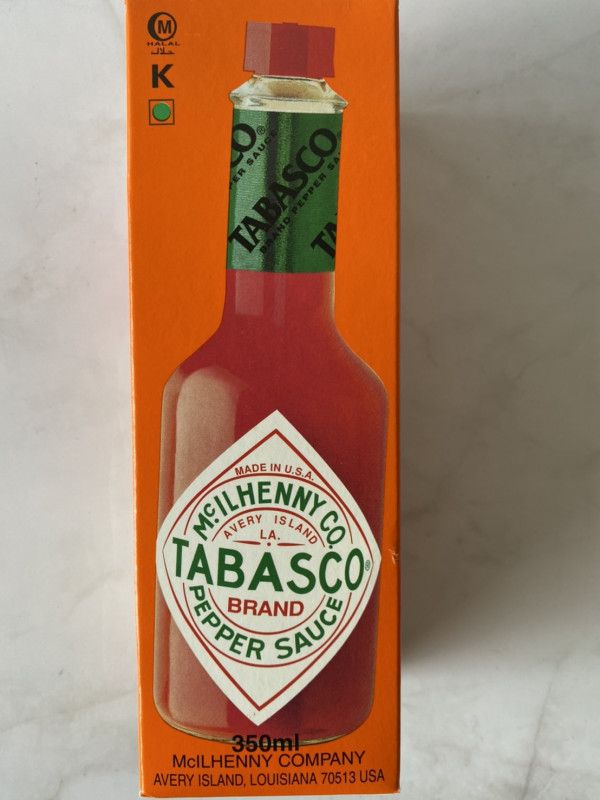 M
HALAL
حلال
K
TABASCO®
BRAND PEPPER SAUCE
MADE IN U.S.A.
McILHENNY CO.
AVERY ISLAND
LA.
TABASCO®
BRAND
PEPPER SAUCE
350ml
McILHENNY COMPANY
AVERY ISLAND, LOUISIANA 70513 USA